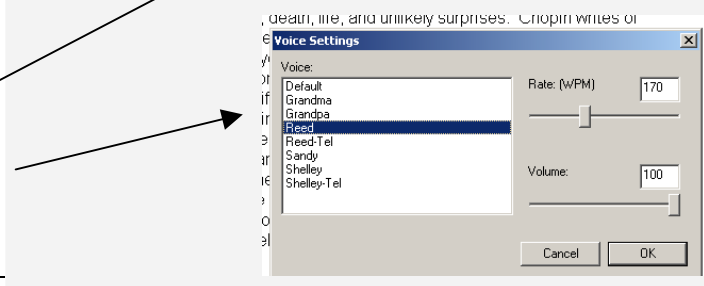 , death, life, and unlikely surprises. Chopin writes of
Voice Settings
Voice:
Default
Grandma
Grandpa
Reed
Reed-Tel
Sandy
Shelley
Shelley-Tel
Rate: (WPM)
170
Volume:
100
Cancel
OK